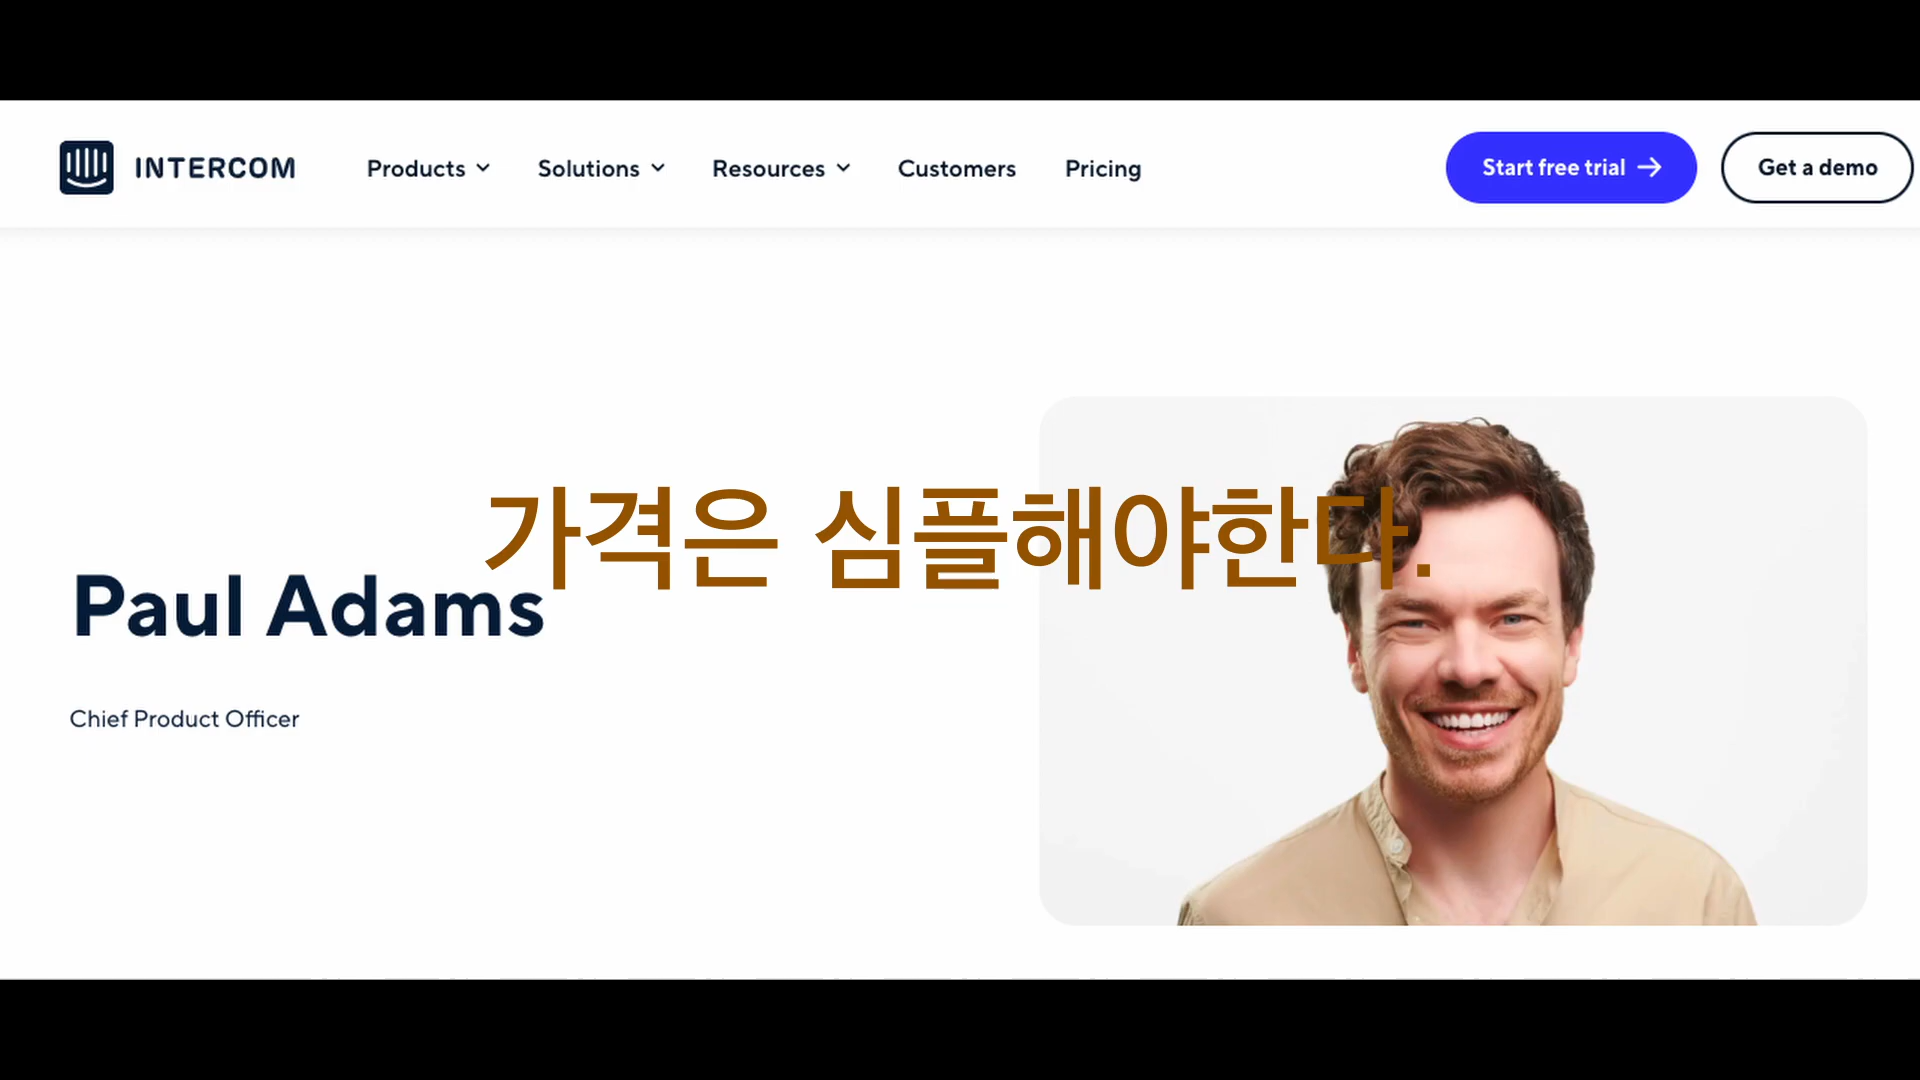 INTERCOM
Products
Solutions
Resources
Customers
Pricing
Start free trial →
Get a demo
가격은 심플해야한다.
Paul Adams
Chief Product Officer